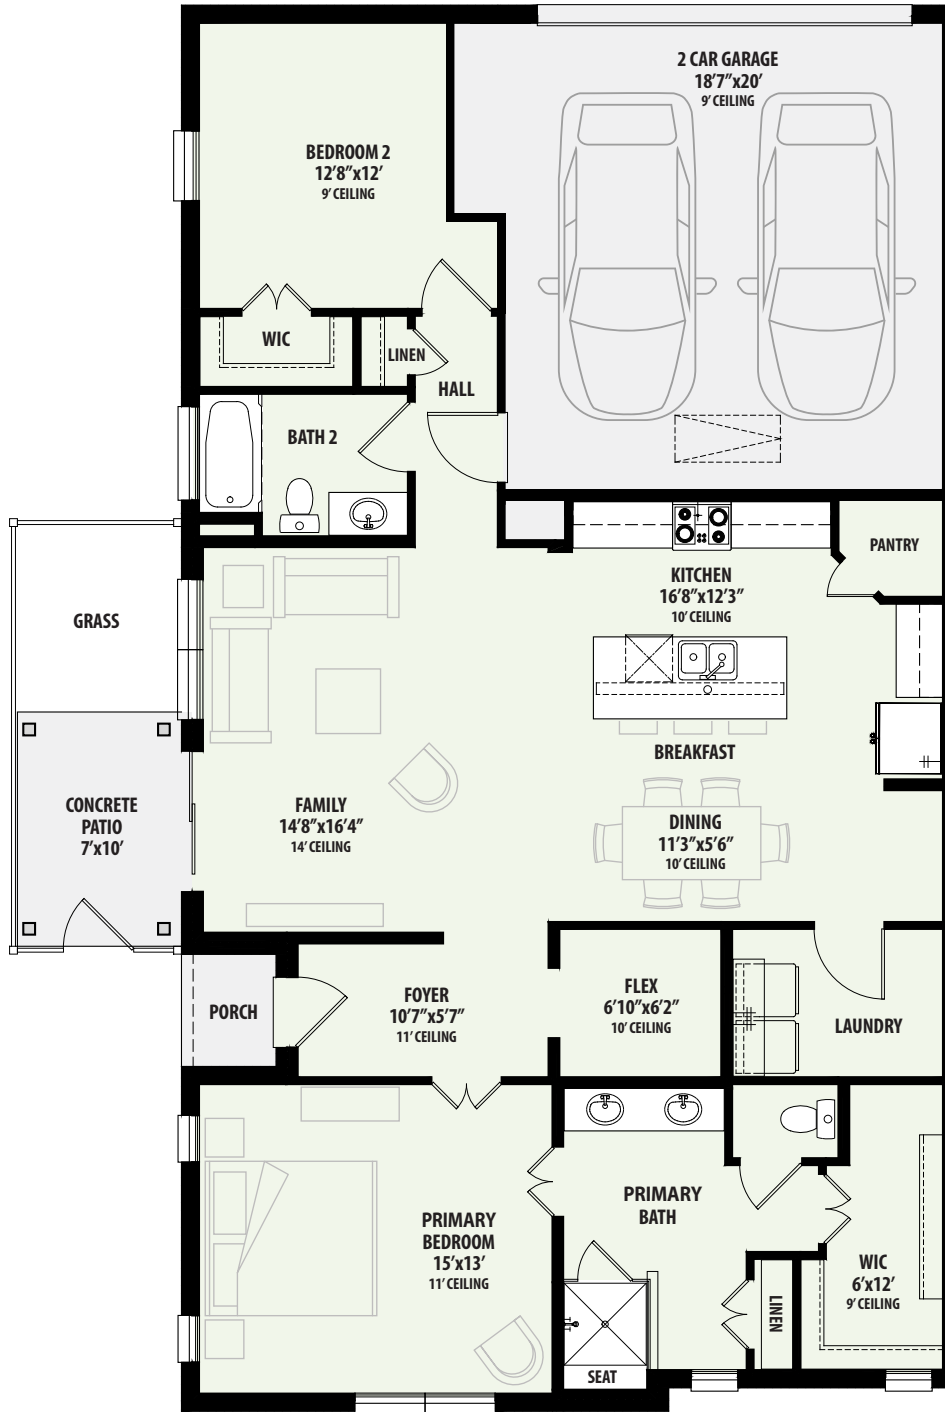 2 CAR GARAGE
18'7"x20'
9' CEILING
BEDROOM 2
12'8"x12'
9' CEILING
WIC
LINEN
HALL
BATH 2
PANTRY
KITCHEN
16'8"x12'3"
10' CEILING
GRASS
BREAKFAST
CONCRETE
PATIO
7'x10'
FAMILY
14'8"x16'4"
14' CEILING
DINING
11'3"x5'6"
10' CEILING
PORCH
FOYER
10'7"x5'7"
11' CEILING
FLEX
6'10"x6'2"
10' CEILING
LAUNDRY
PRIMARY
BEDROOM
15'x13'
11' CEILING
PRIMARY
BATH
WIC
6'x12'
9' CEILING
LINEN
SEAT